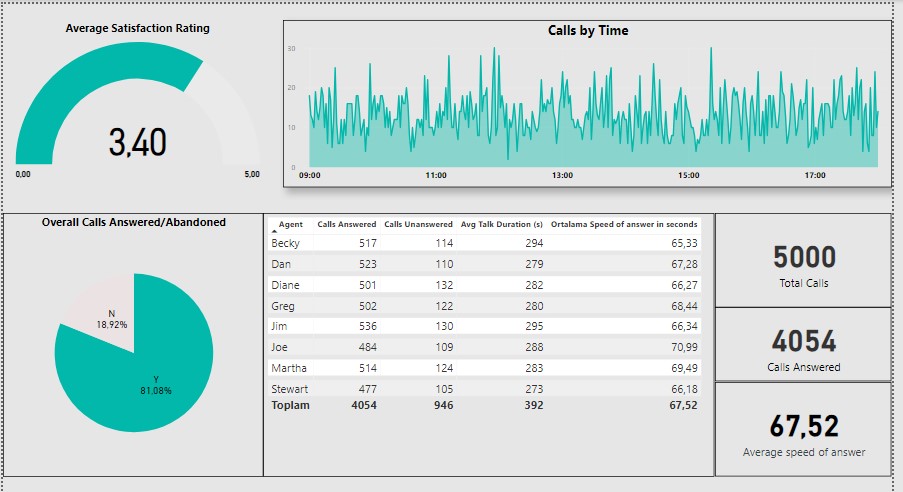 Average Satisfaction Rating
3,40
0,00 5,00
Calls by Time
30
20
10
0
09:00 11:00 13:00 15:00 17:00
Overall Calls Answered/Abandoned
N
18,92%
Y
81,08%
Agent Calls Answered Calls Unanswered Avg Talk Duration (s) Ortalama Speed of answer in seconds
Becky 517 114 294 65,33
Dan 523 110 279 67,28
Diane 501 132 282 66,27
Greg 502 122 280 68,44
Jim 536 130 295 66,34
Joe 484 109 288 70,99
Martha 514 124 283 69,49
Stewart 477 105 273 66,18
Toplam 4054 946 392 67,52
5000
Total Calls
4054
Calls Answered
67,52
Average speed of answer